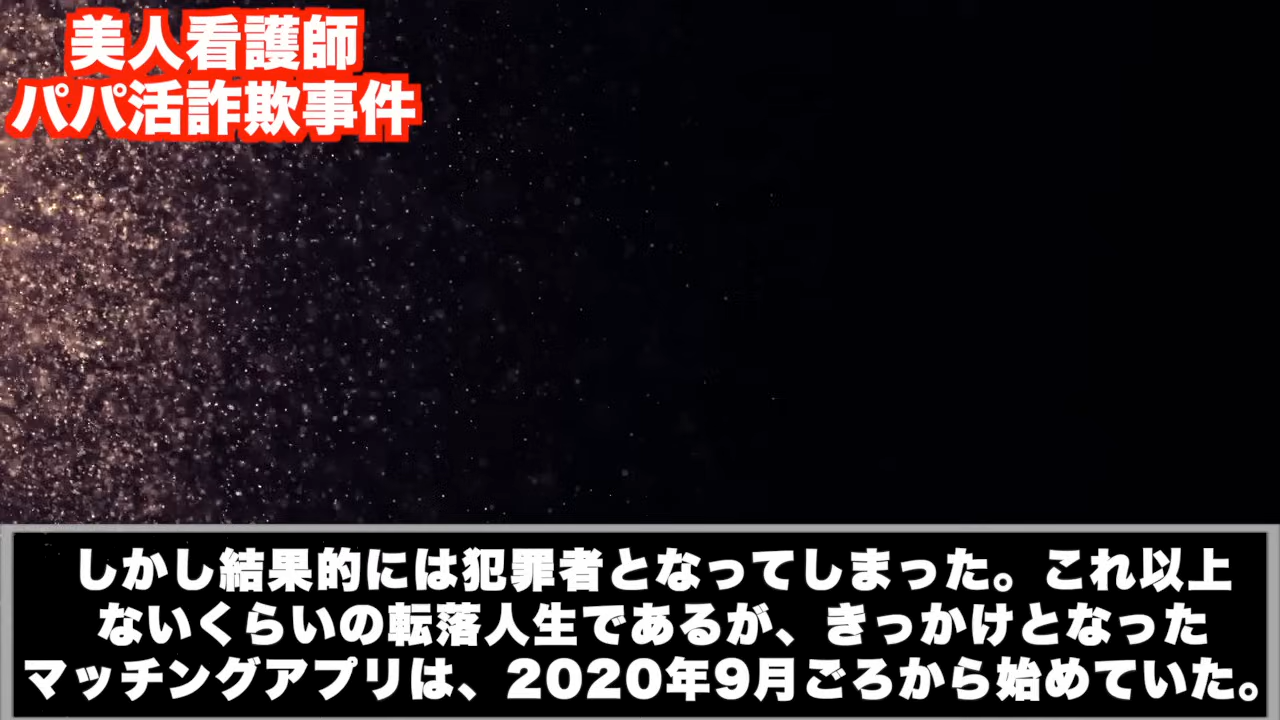 美人看護師
パパ活詐欺事件
しかし結果的には犯罪者となってしまった。これ以上
ないくらいの転落人生であるが、きっかけとなった
マッチングアプリは、2020年9月ごろから始めていた。